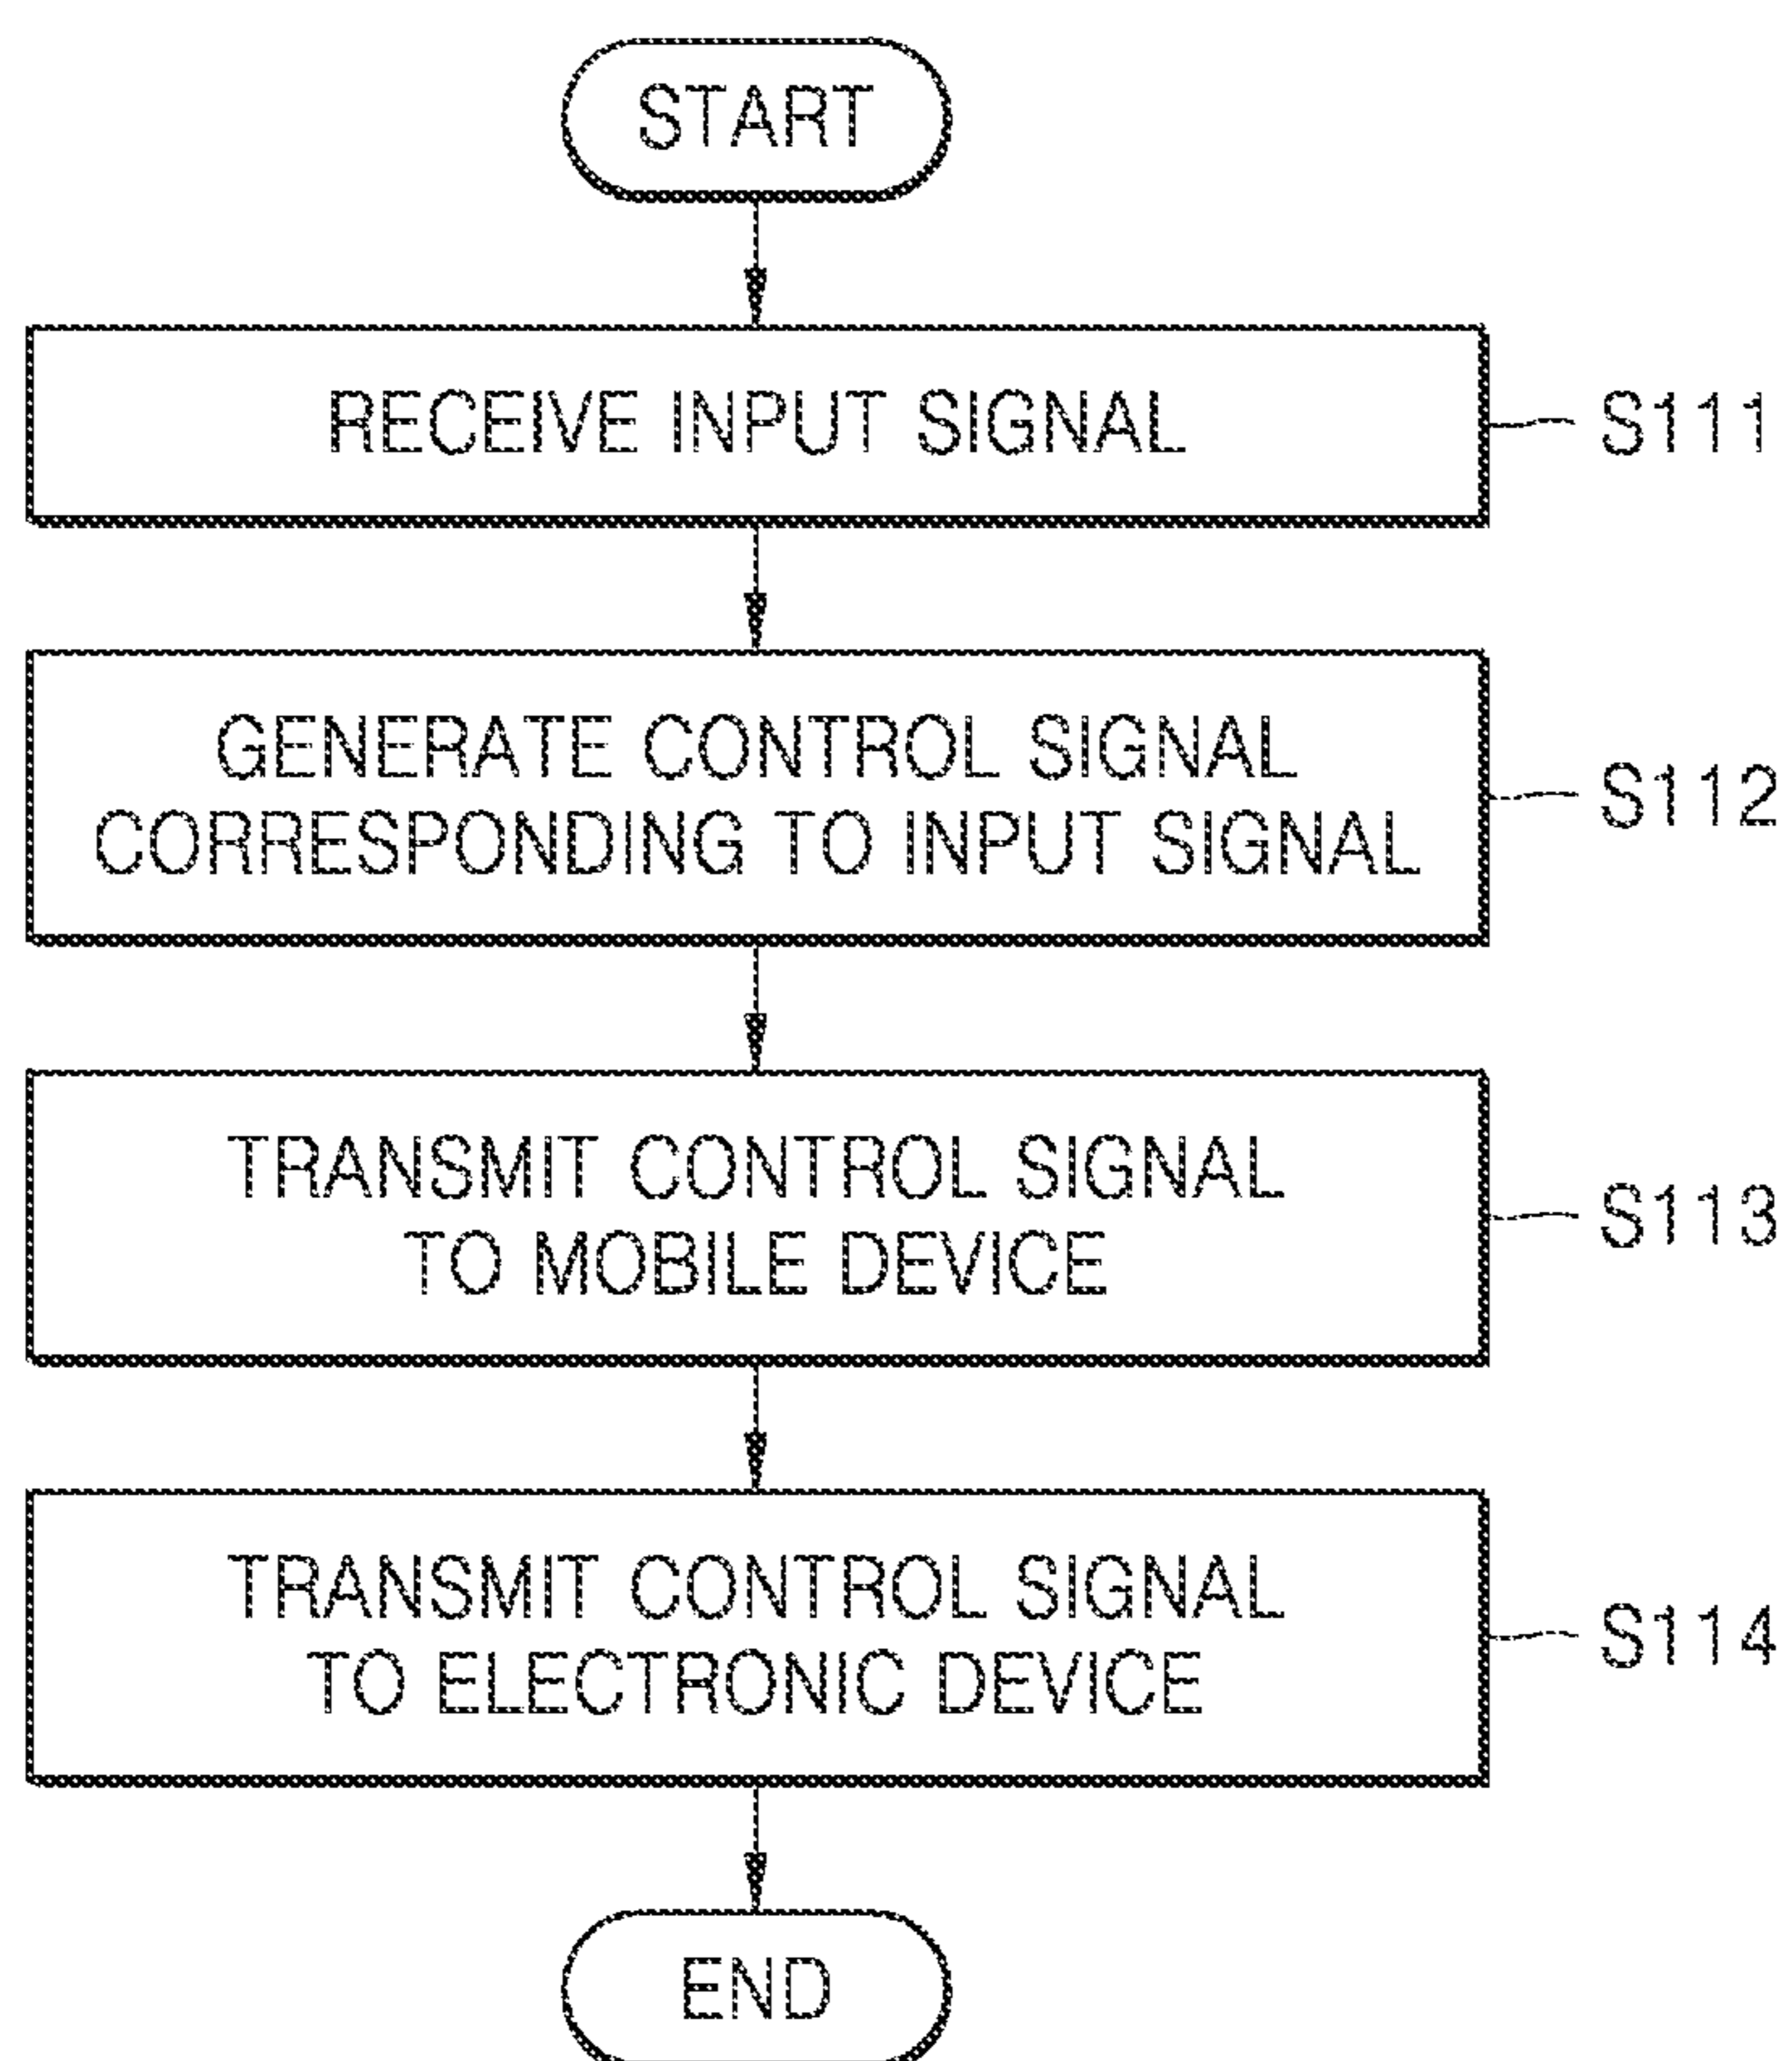 START
RECEIVE INPUT SIGNAL
S111
GENERATE CONTROL SIGNAL
CORRESPONDING TO INPUT SIGNAL
S112
TRANSMIT CONTROL SIGNAL
TO MOBILE DEVICE
S113
TRANSMIT CONTROL SIGNAL
TO ELECTRONIC DEVICE
S114
END